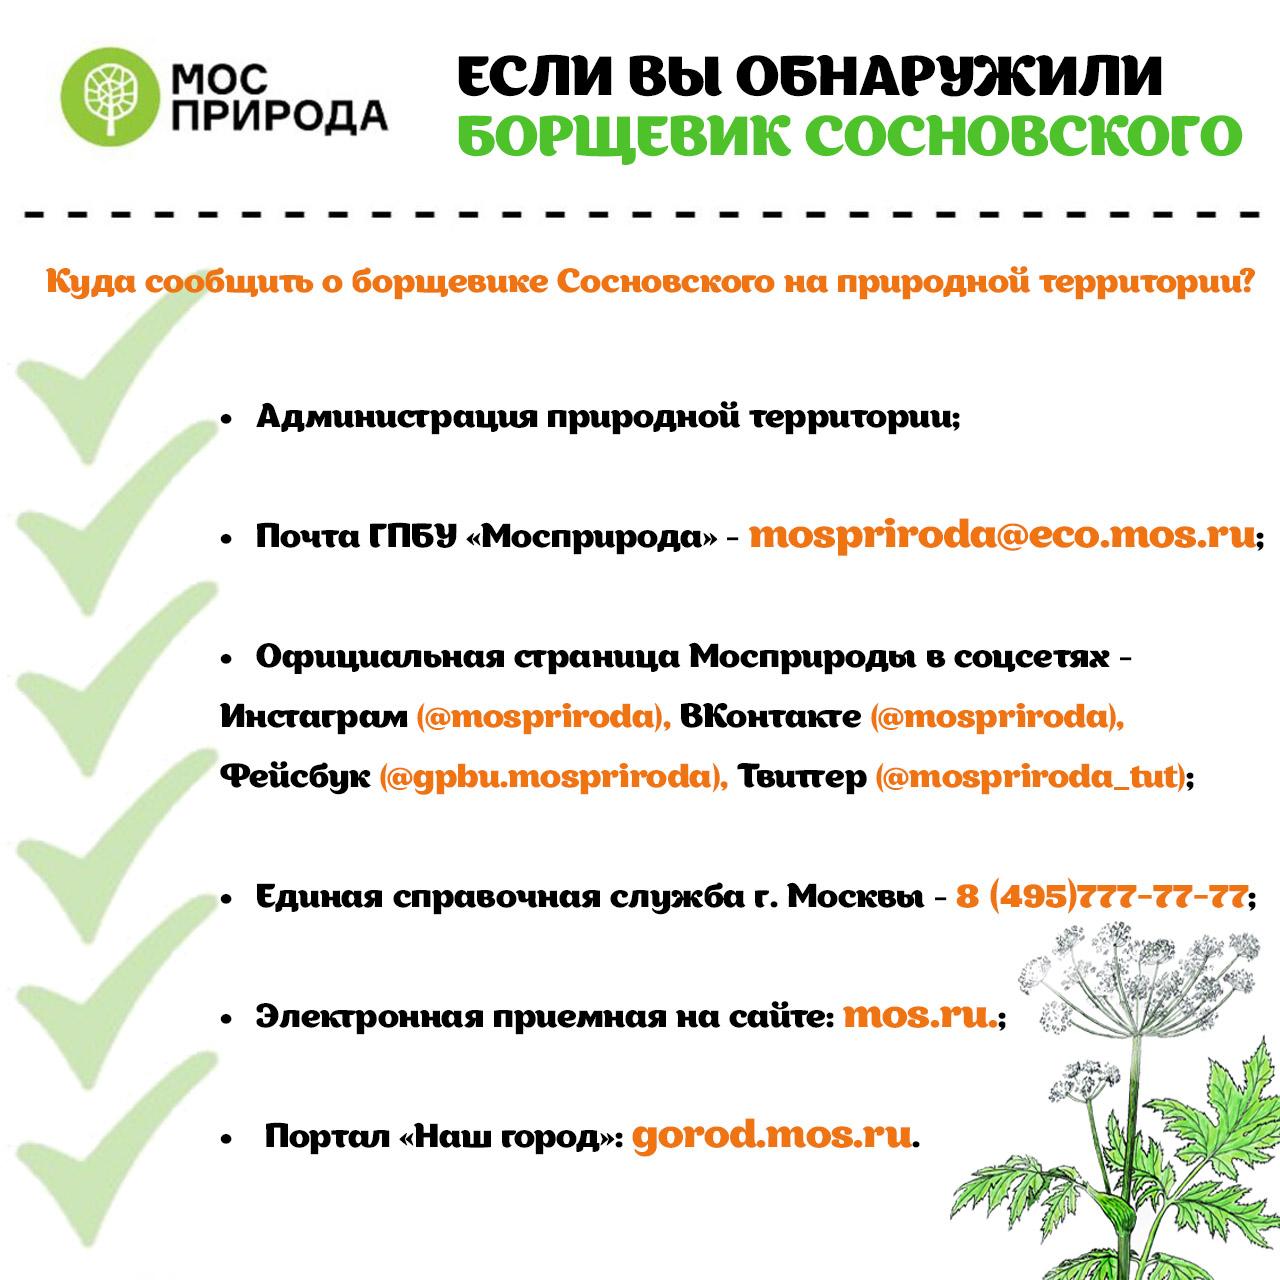 МОС
ПРИРОДА
ЕСЛИ ВЫ ОБНАРУЖИЛИ
БОРЩЕВИК СОСНОВСКОГО
Куда сообщить о борщевике Сосновского на природной территории?
• Администрация природной территории;
• Почта ГПБУ «Мосприрода» - mospriroda@eco.mos.ru;
• Официальная страница Мосприроды в соцсетях -
Инстаграм (@mospriroda), ВКонтакте (@mospriroda),
Фейсбук (@gpbu.mospriroda), Твиттер (@mospriroda_tut);
• Единая справочная служба г. Москвы - 8 (495)777-77-77;
• Электронная приемная на сайте: mos.ru.;
• Портал «Наш город»: gorod.mos.ru.